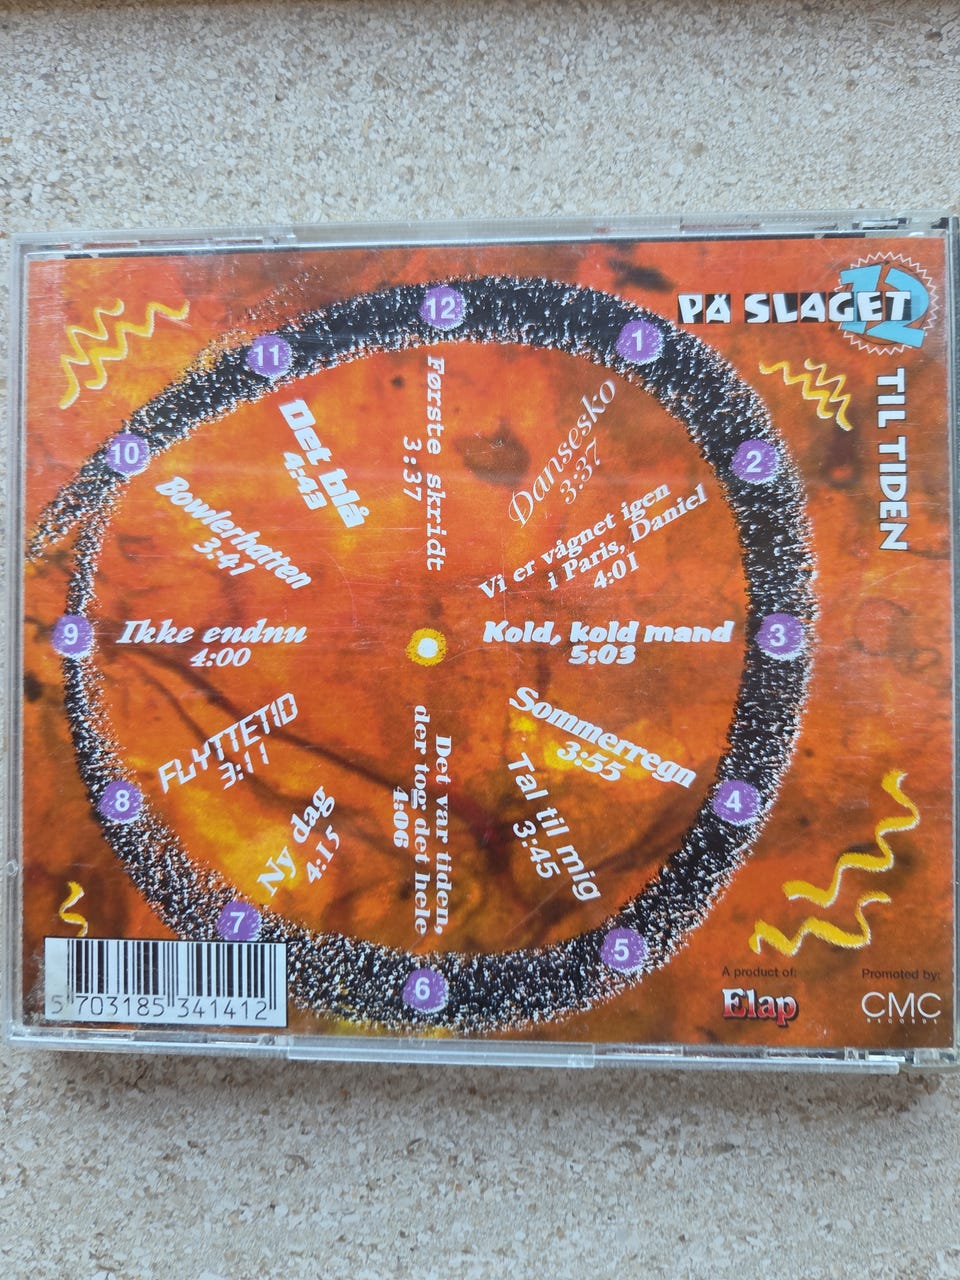 PÅ SLAGET 12
TIL TIDEN
12
Første skridt
3:37
1
Dansesko
3:37
2
Vi er vågnet igen
i Paris, Daniel
4:01
3
Kold, kold mand
5:03
4
Sommerregn
3:55
5
Tal til mig
3:45
6
Det var tiden,
der tog det hele
4:06
7
Ny dag
4:15
8
FLYTTETID
3:11
9
Ikke endnu
4:00
10
Bowlerhatten
3:41
11
Det blå
4:43
5 703185 341412
A product of:
Elap
Promoted by:
CMC
RECORDS